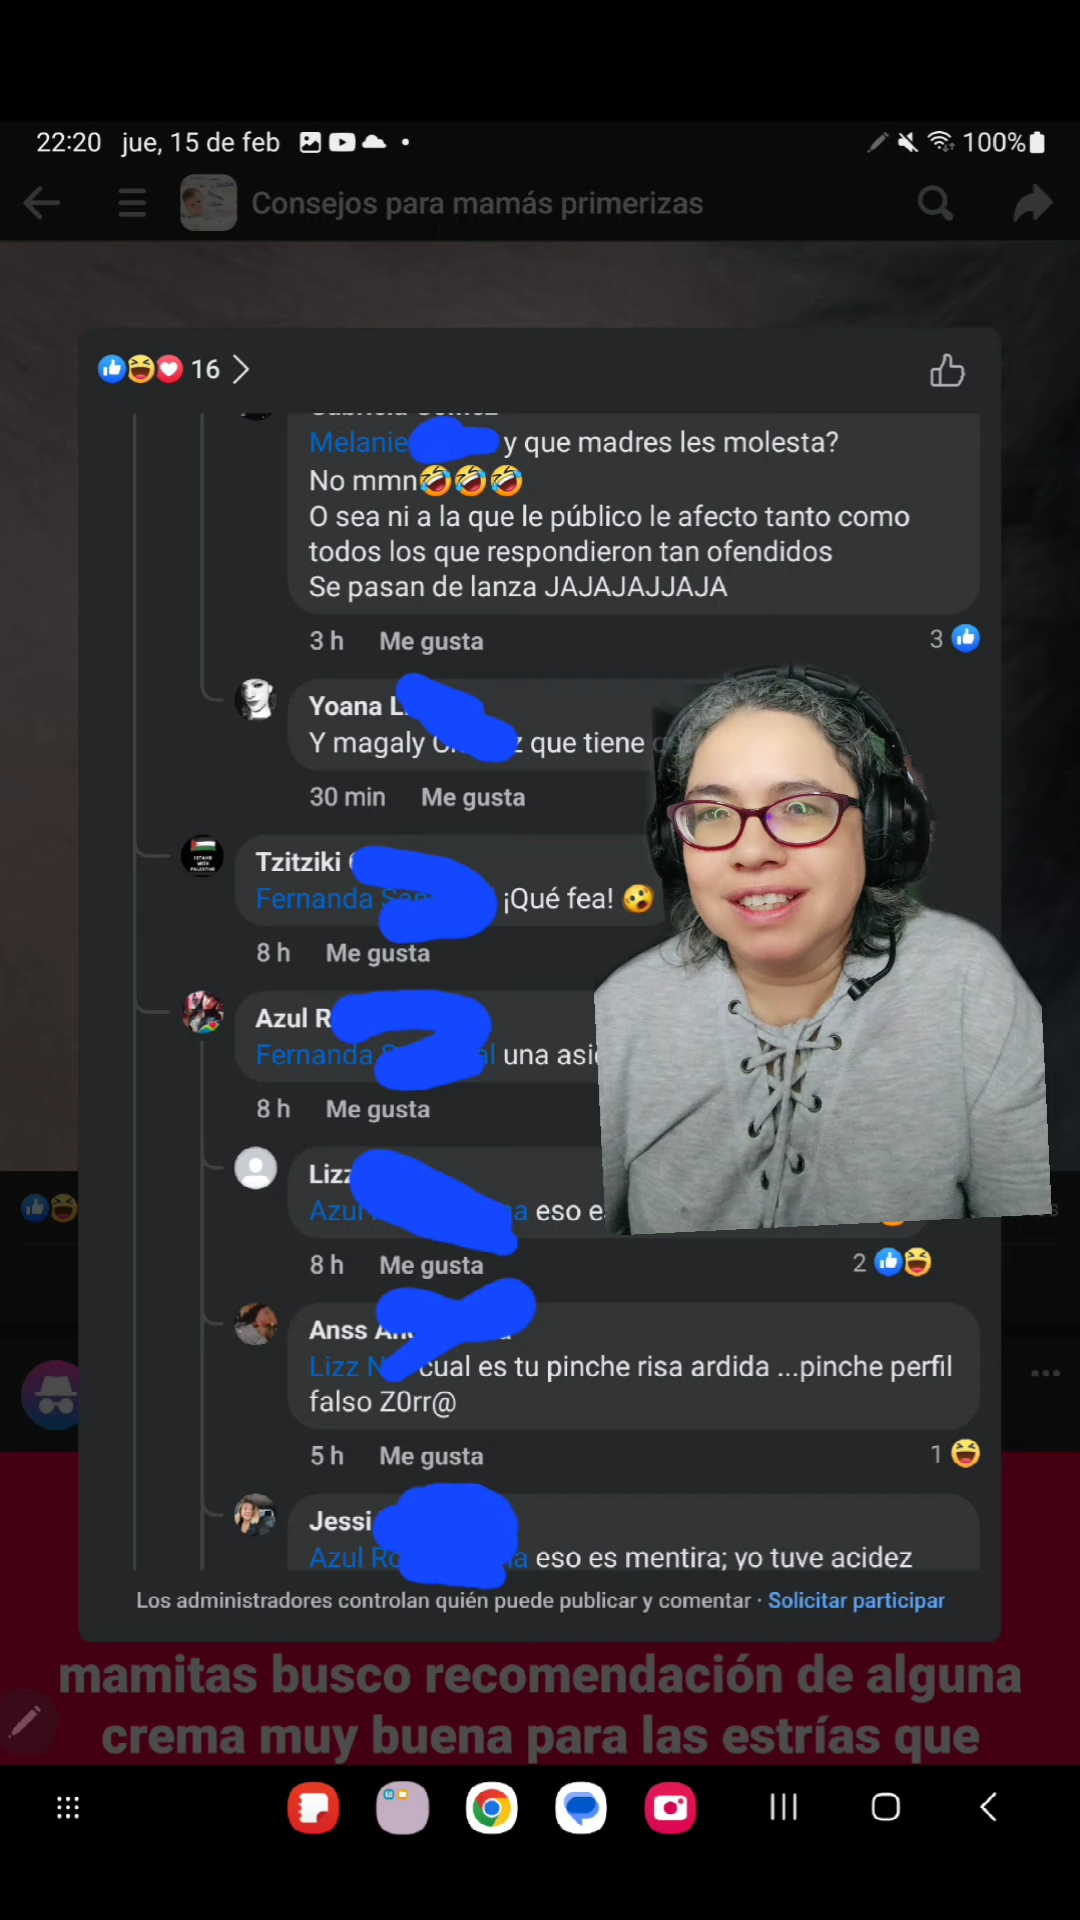 22:20 jue, 15 de feb 100%
Consejos para mamás primerizas
16
Melanie y que madres les molesta?
No mmn🤣🤣🤣
O sea ni a la que le público le afecto tanto como
todos los que respondieron tan ofendidos
Se pasan de lanza JAJAJAJJAJA
3 h Me gusta 3
Yoana L
Y magaly que tiene
30 min Me gusta
Tzitziki
Fernanda ¡Qué fea! 😲
8 h Me gusta
Azul R
Fernanda una
8 h Me gusta
Lizz
Azul eso
8 h Me gusta 2
Anss
Lizz cual es tu pinche risa ardida ...pinche perfil
falso Z0rr@
5 h Me gusta 1
Jessi
Azul eso es mentira; yo tuve acidez
Los administradores controlan quién puede publicar y comentar · Solicitar participar
mamitas busco recomendación de alguna
crema muy buena para las estrías que